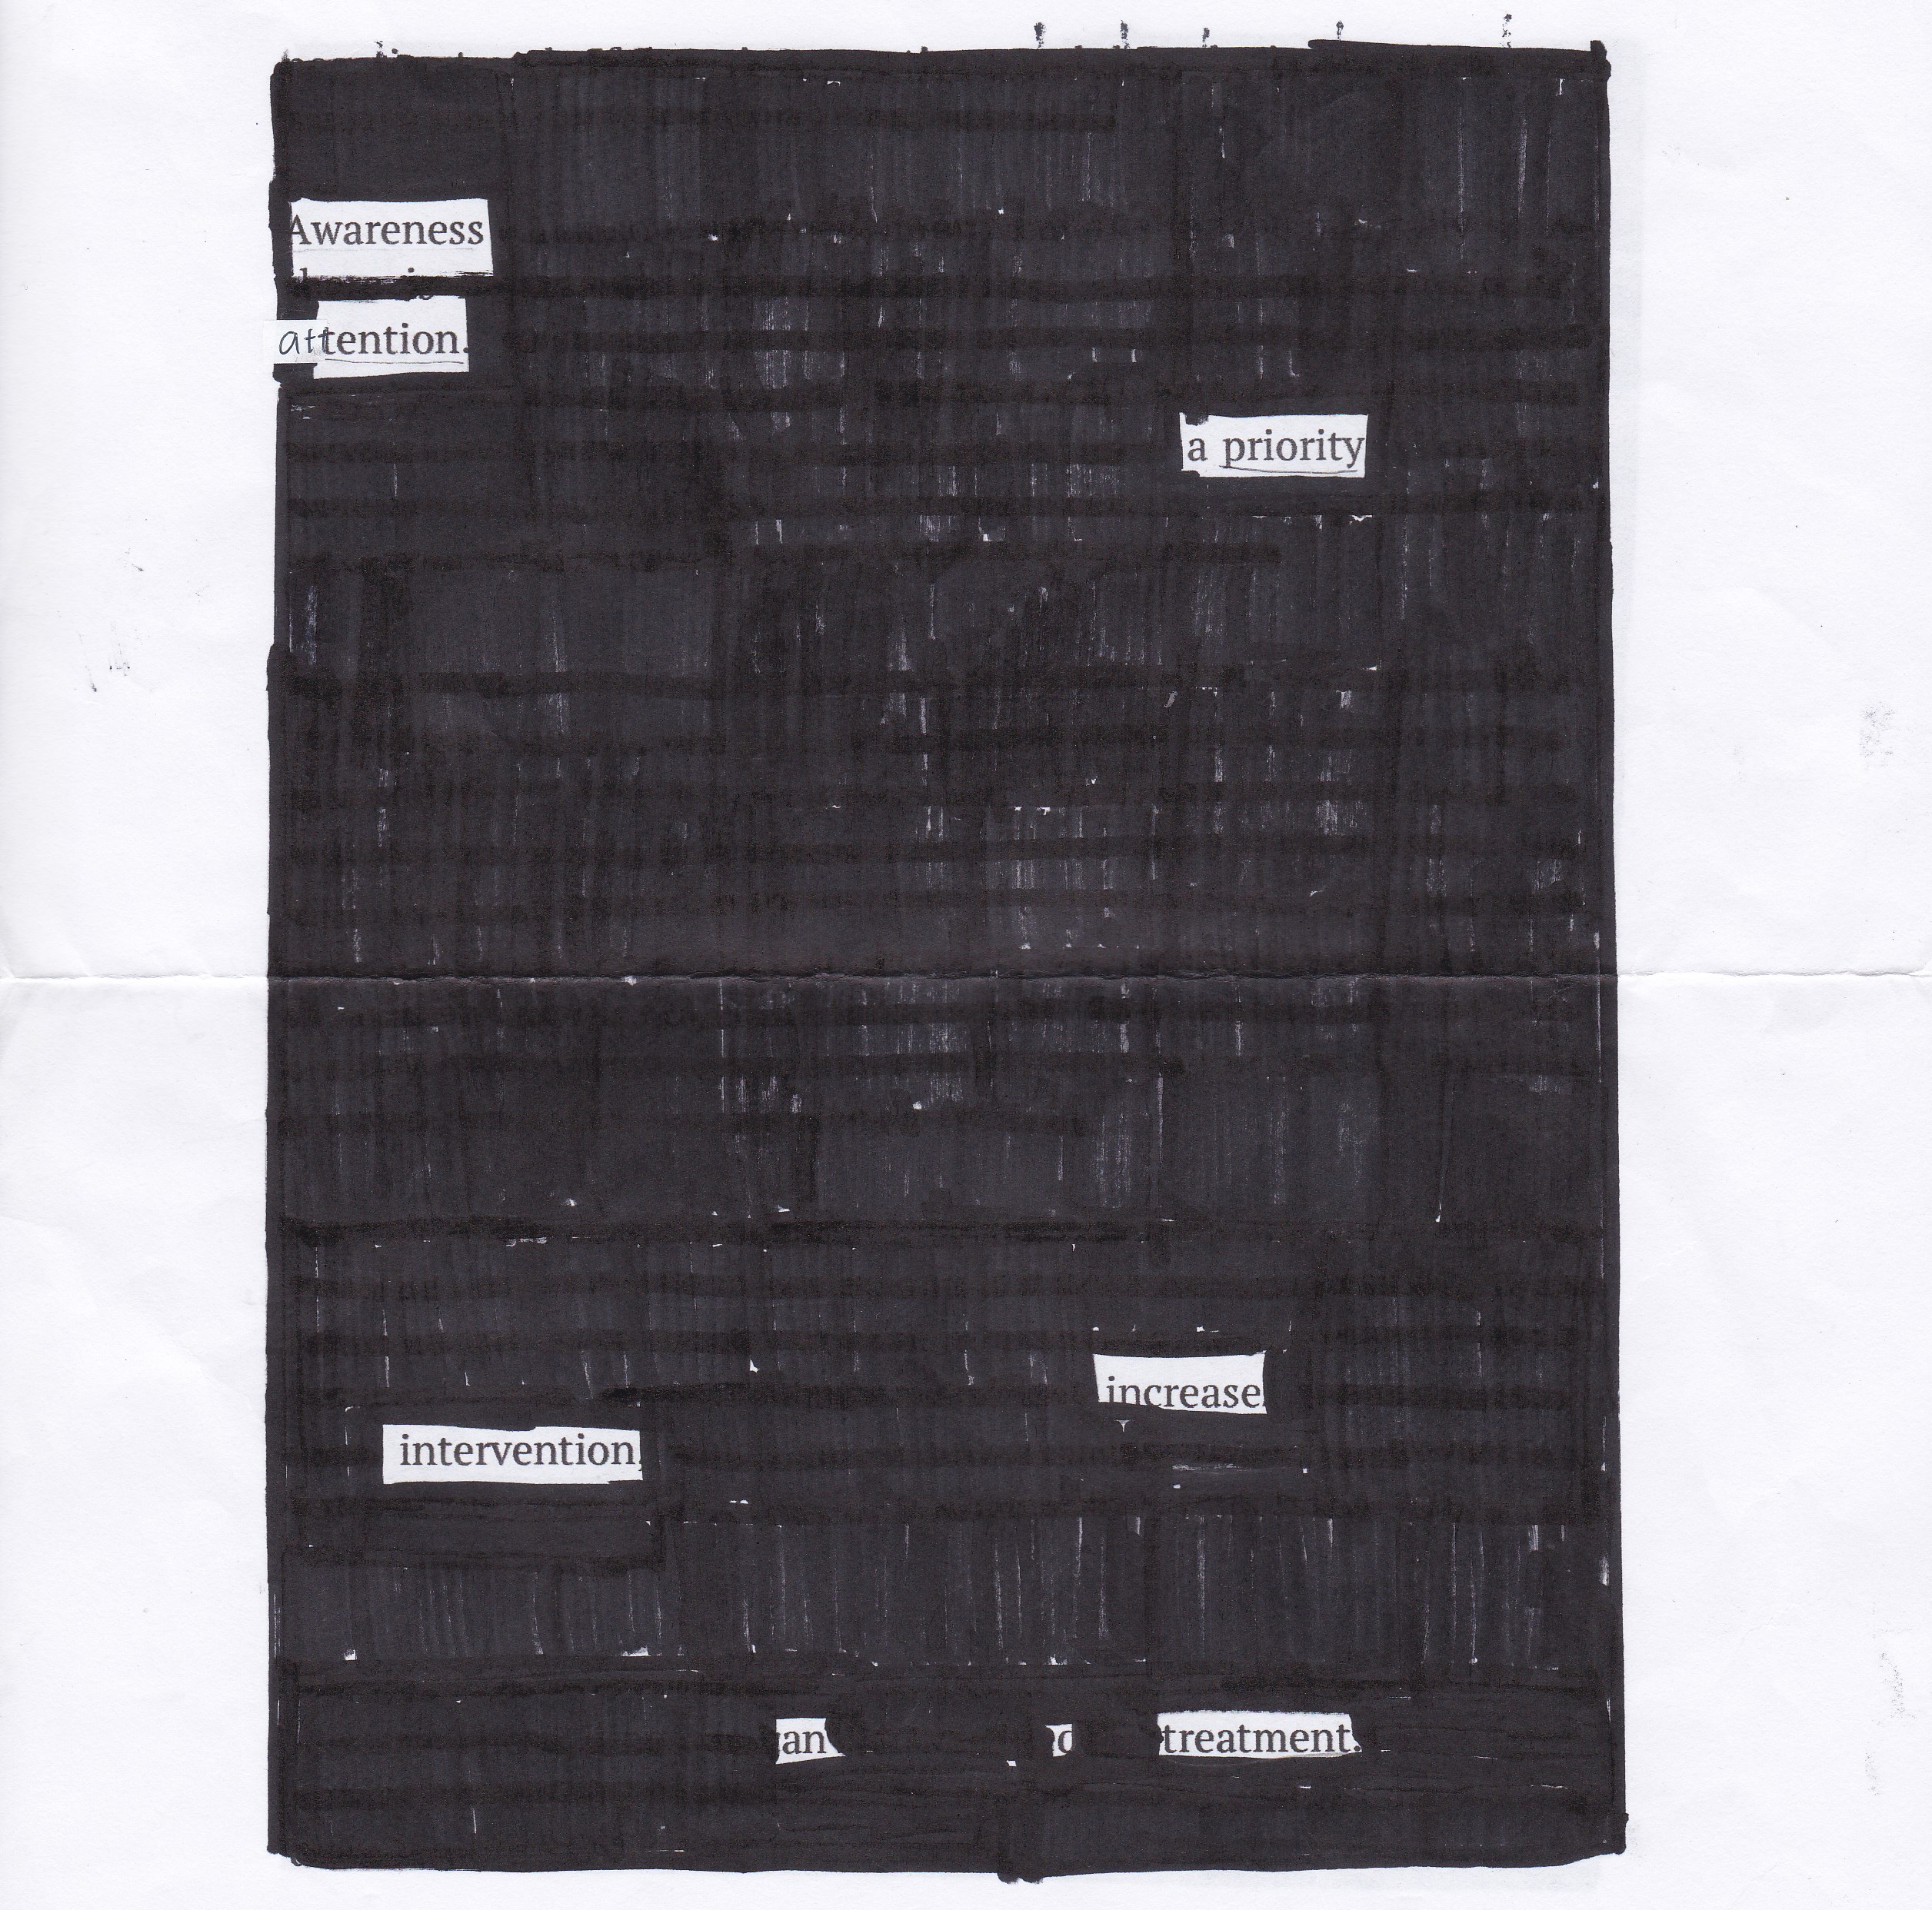 Awareness
attention.
a priority
increase
intervention,
an d treatment.